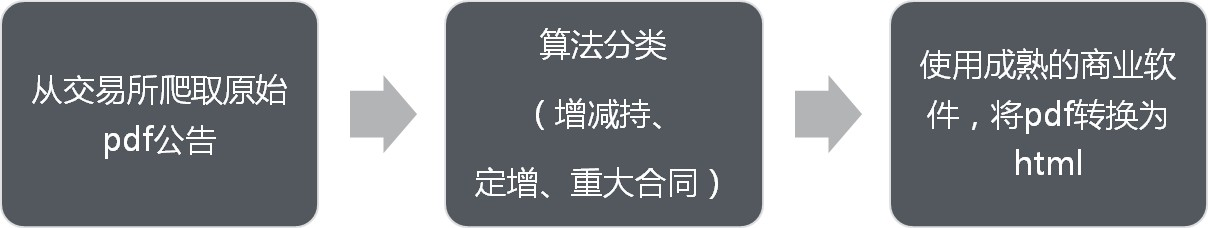 从交易所爬取原始
pdf公告
算法分类
（增减持、
定增、重大合同）
使用成熟的商业软
件，将pdf转换为
html